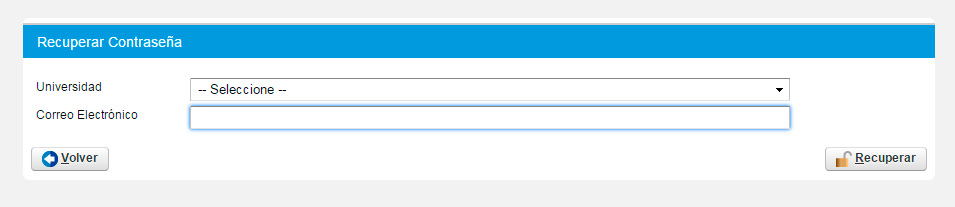 Recuperar Contraseña
Universidad
-- Seleccione --
Correo Electrónico
Volver
Recuperar